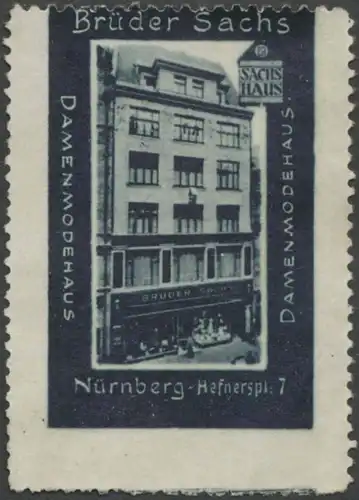 Brüder Sachs
SACHS
HAUS
DAMENMODEHAUS
DAMENMODEHAUS
BRÜDER SACHS
Nürnberg - Hefnerspl: 7